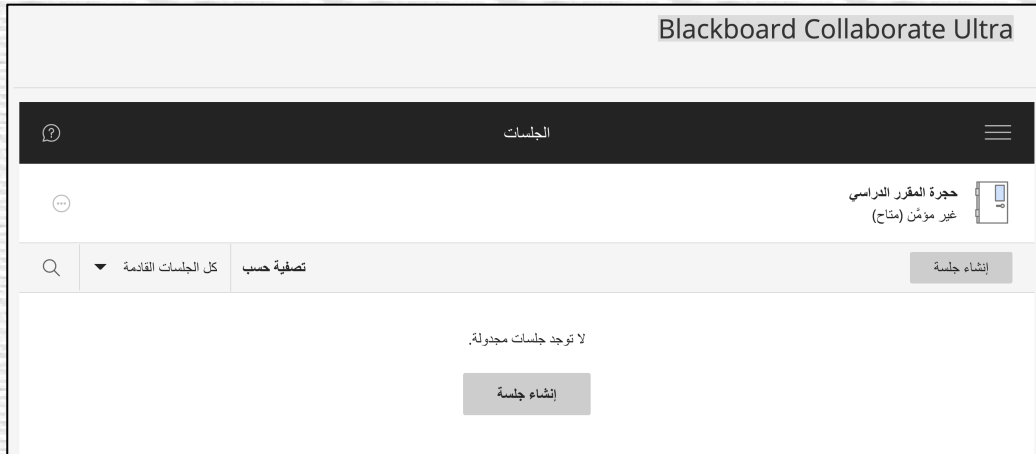 Blackboard Collaborate Ultra
الجلسات
حجرة المقرر الدراسي
غير مؤمَّن (متاح)
إنشاء جلسة
تصفية حسب
كل الجلسات القادمة
لا توجد جلسات مجدولة.
إنشاء جلسة